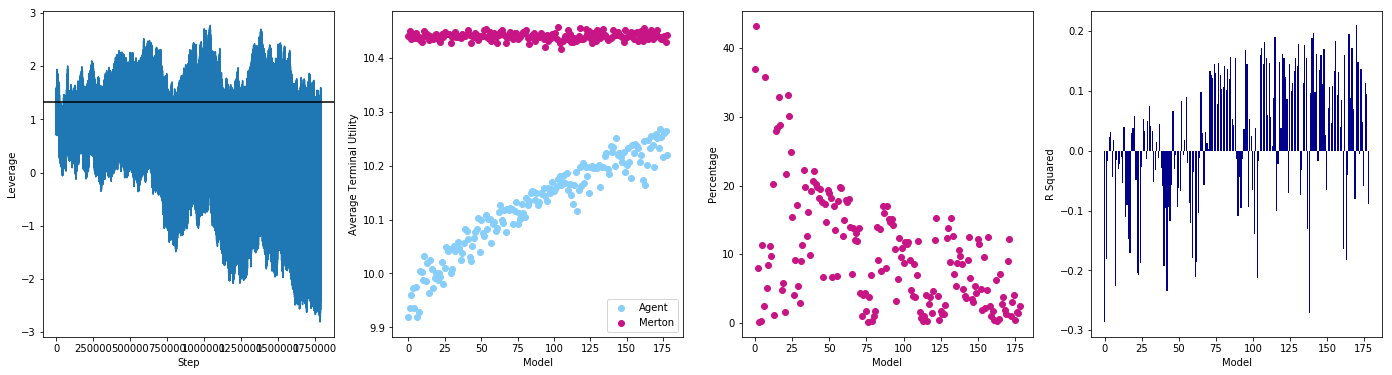 3
2
1
0
−1
−2
−3
Leverage
0 250000 500000 750000 1000000 1250000 1500000 1750000
Step
10.4
10.3
10.2
10.1
10.0
9.9
Average Terminal Utility
Agent
Merton
0 25 50 75 100 125 150 175
Model
40
30
20
10
0
Percentage
0 25 50 75 100 125 150 175
Model
0.2
0.1
0.0
−0.1
−0.2
−0.3
R Squared
0 25 50 75 100 125 150 175
Model